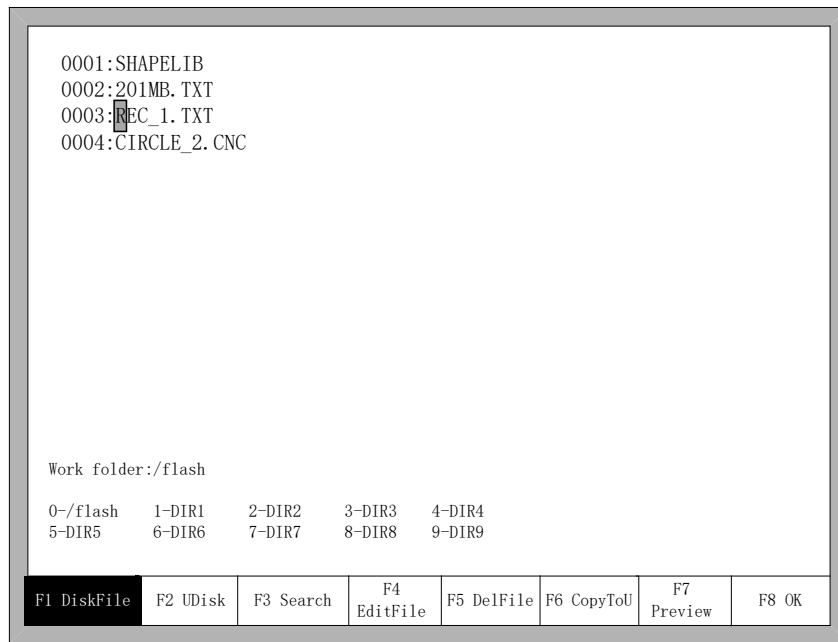 0001:SHAPELIB
0002:201MB.TXT
0003:REC_1.TXT
0004:CIRCLE_2.CNC
Work folder:/flash
0-/flash 1-DIR1 2-DIR2 3-DIR3 4-DIR4
5-DIR5 6-DIR6 7-DIR7 8-DIR8 9-DIR9
F1 DiskFile F2 UDisk F3 Search F4 EditFile F5 DelFile F6 CopyToU F7 Preview F8 OK